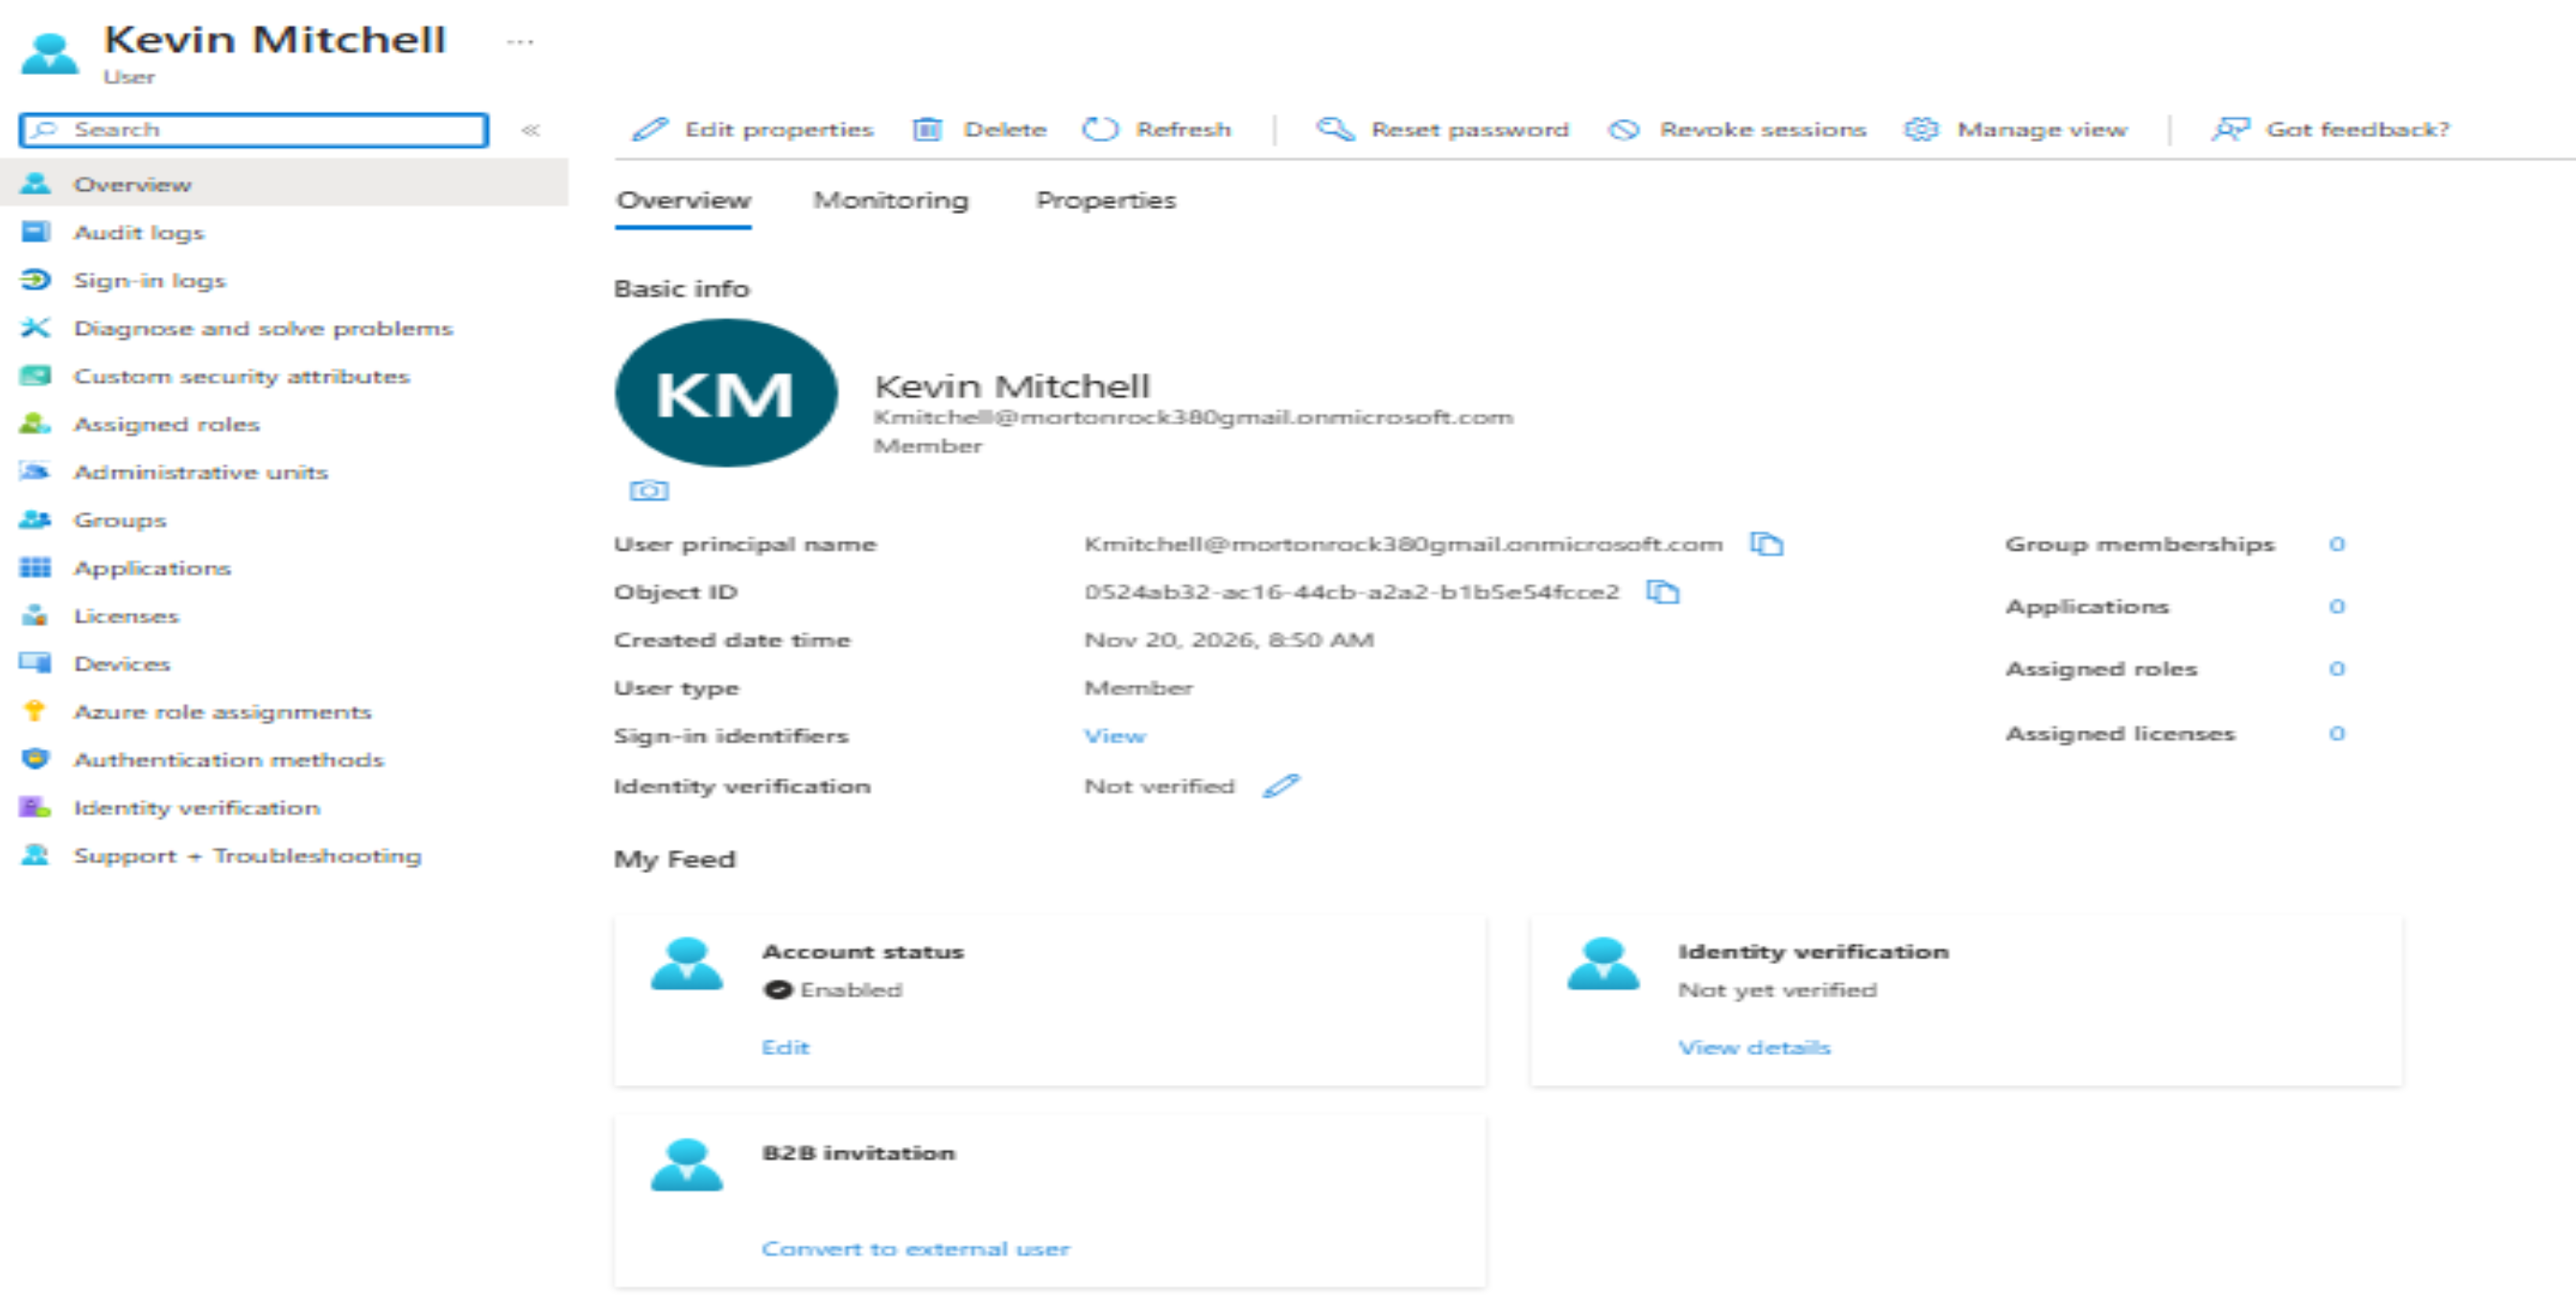 Kevin Mitchell
User
Search
Overview
Audit logs
Sign-in logs
Diagnose and solve problems
Custom security attributes
Assigned roles
Administrative units
Groups
Applications
Licenses
Devices
Azure role assignments
Authentication methods
Identity verification
Support + Troubleshooting
Edit properties Delete Refresh Reset password Revoke sessions Manage view Got feedback?
Overview Monitoring Properties
Basic info
KM
Kevin Mitchell
Kmitchell@mortonrock380gmail.onmicrosoft.com
Member
User principal name Kmitchell@mortonrock380gmail.onmicrosoft.com
Object ID 0524ab32-ac16-44cb-a2a2-b1b5e54fcce2
Created date time Nov 20, 2026, 8:50 AM
User type Member
Sign-in identifiers View
Identity verification Not verified
Group memberships 0
Applications 0
Assigned roles 0
Assigned licenses 0
My Feed
Account status
Enabled
Edit
Identity verification
Not yet verified
View details
B2B invitation
Convert to external user